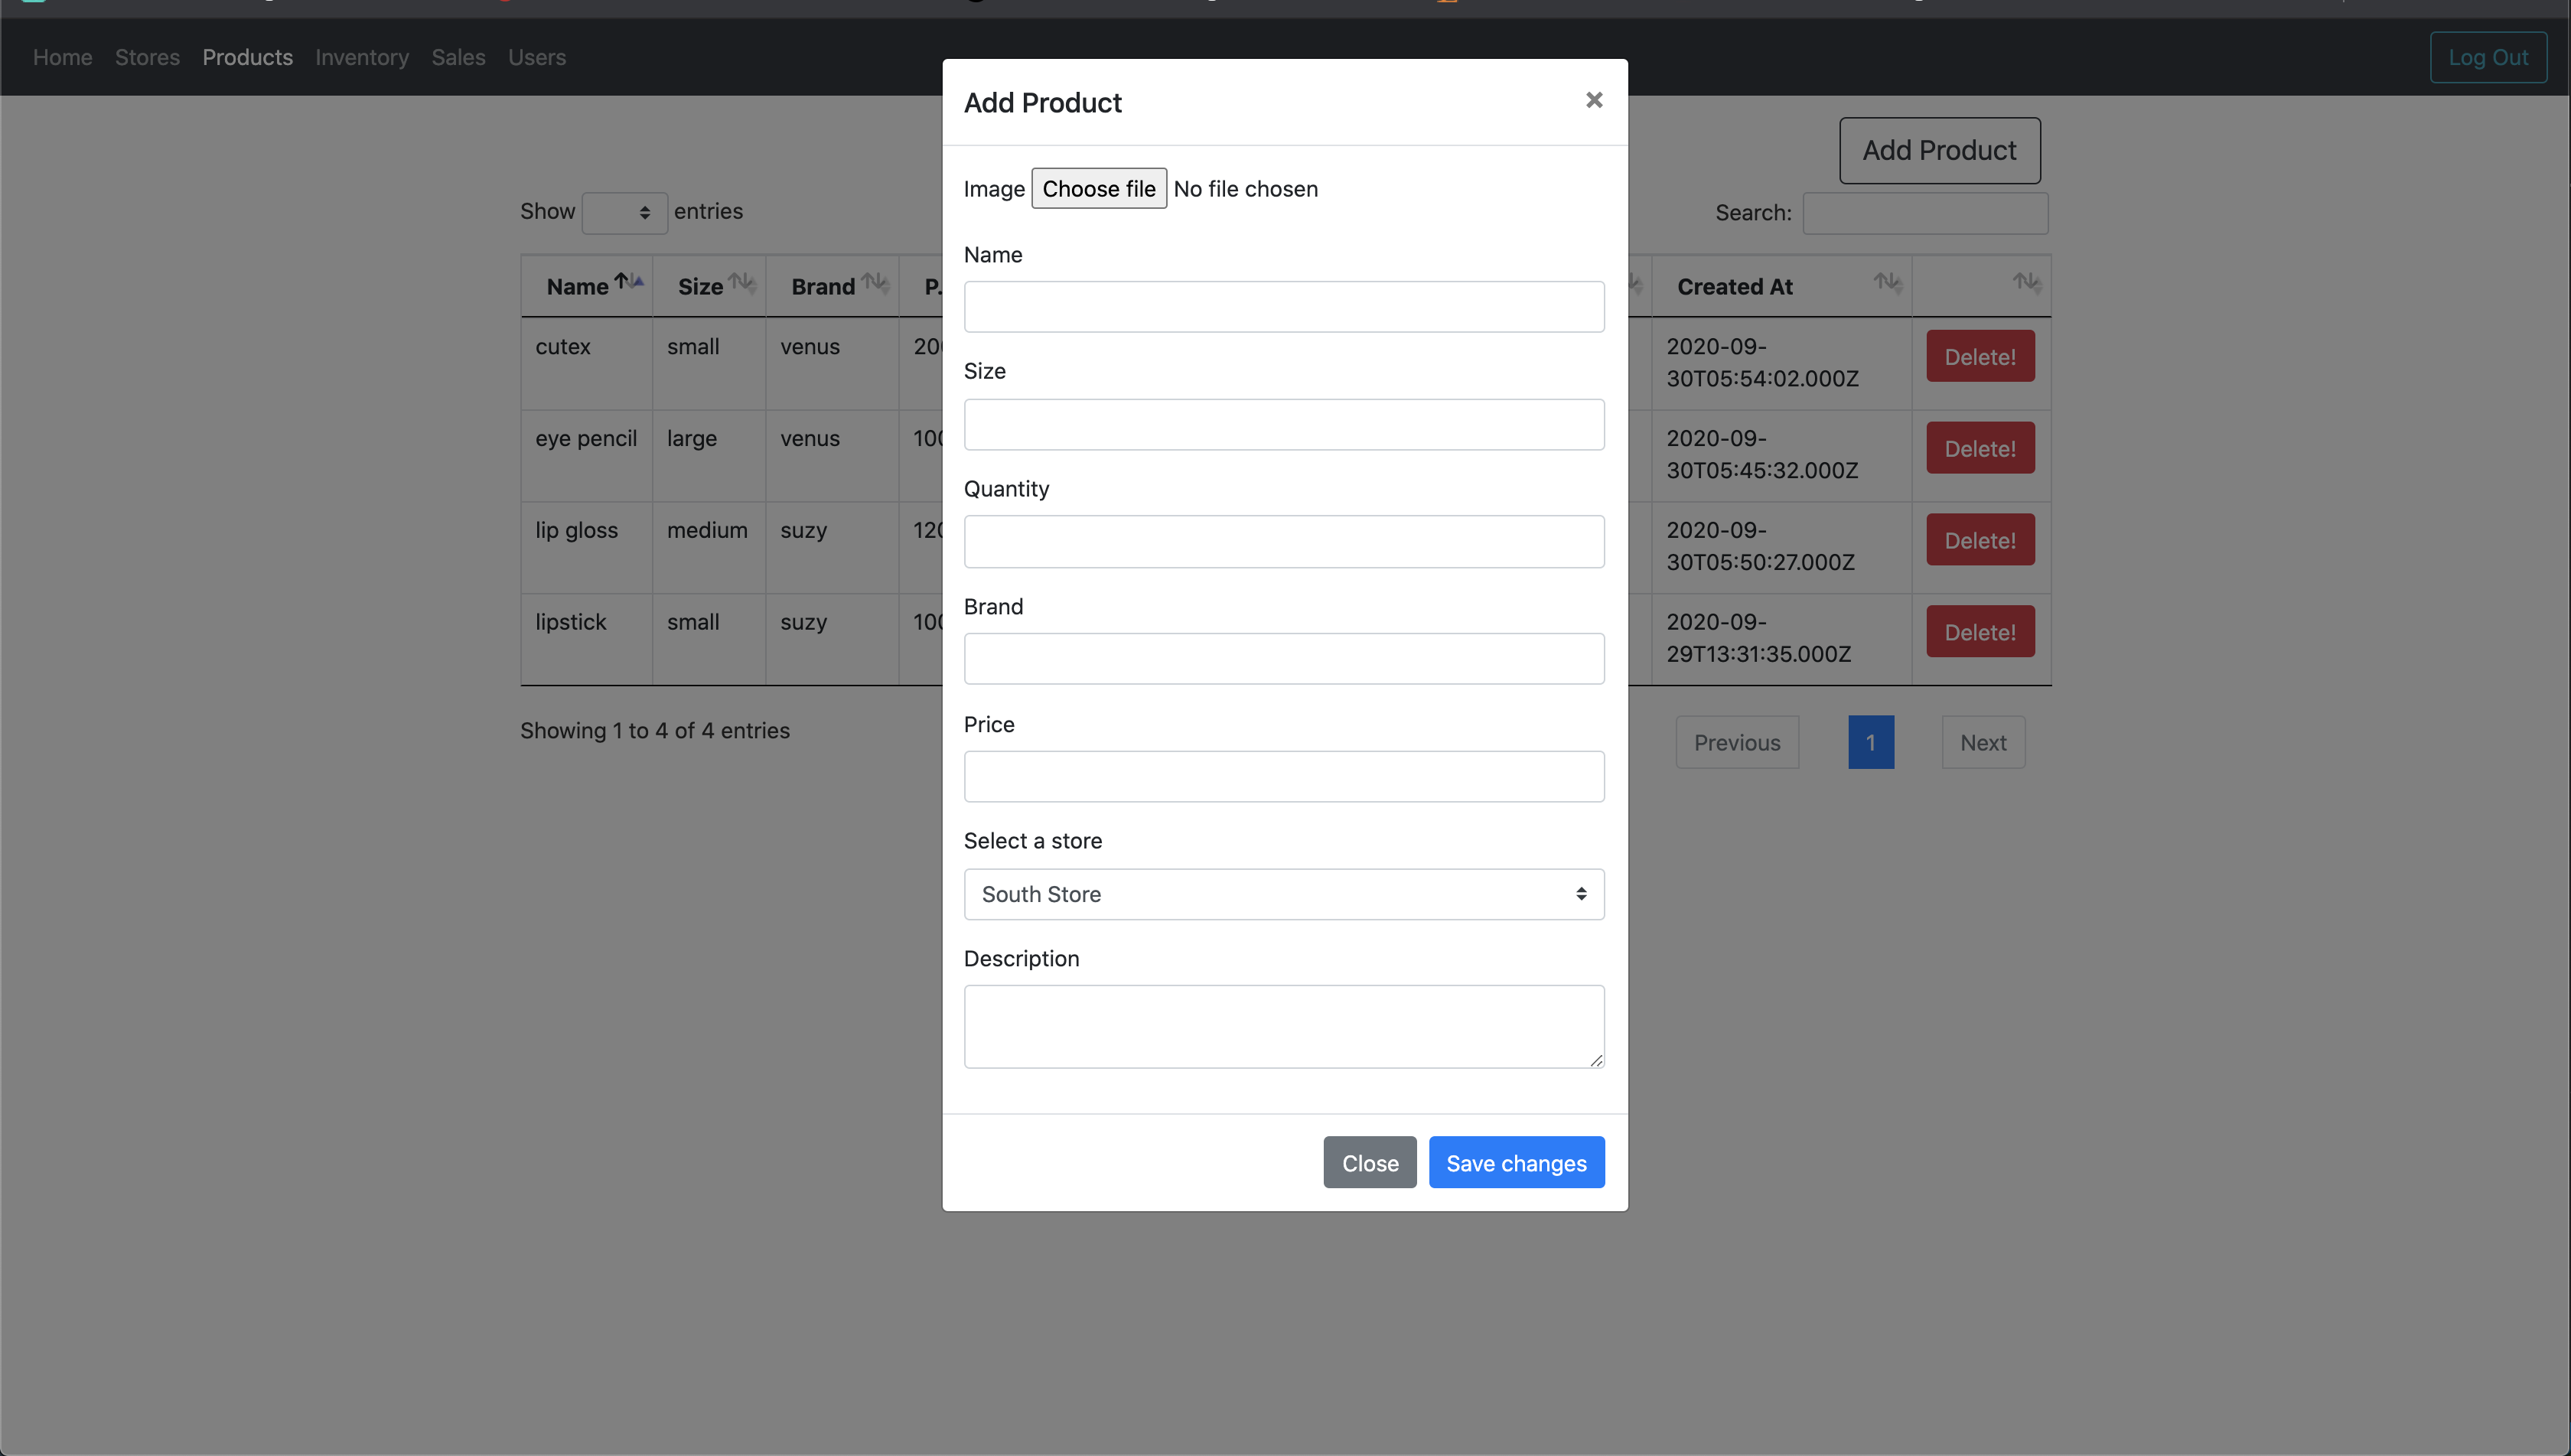 Home Stores Products Inventory Sales Users Log Out
Add Product ×
Add Product
Image Choose file No file chosen
Show entries
Search:
Name
Size
Quantity
Brand
Price
Select a store
South Store
Description
Close Save changes
Name Size Brand P. Created At
cutex small venus 200 2020-09-
30T05:54:02.000Z Delete!
eye pencil large venus 100 2020-09-
30T05:45:32.000Z Delete!
lip gloss medium suzy 120 2020-09-
30T05:50:27.000Z Delete!
lipstick small suzy 100 2020-09-
29T13:31:35.000Z Delete!
Showing 1 to 4 of 4 entries
Previous 1 Next